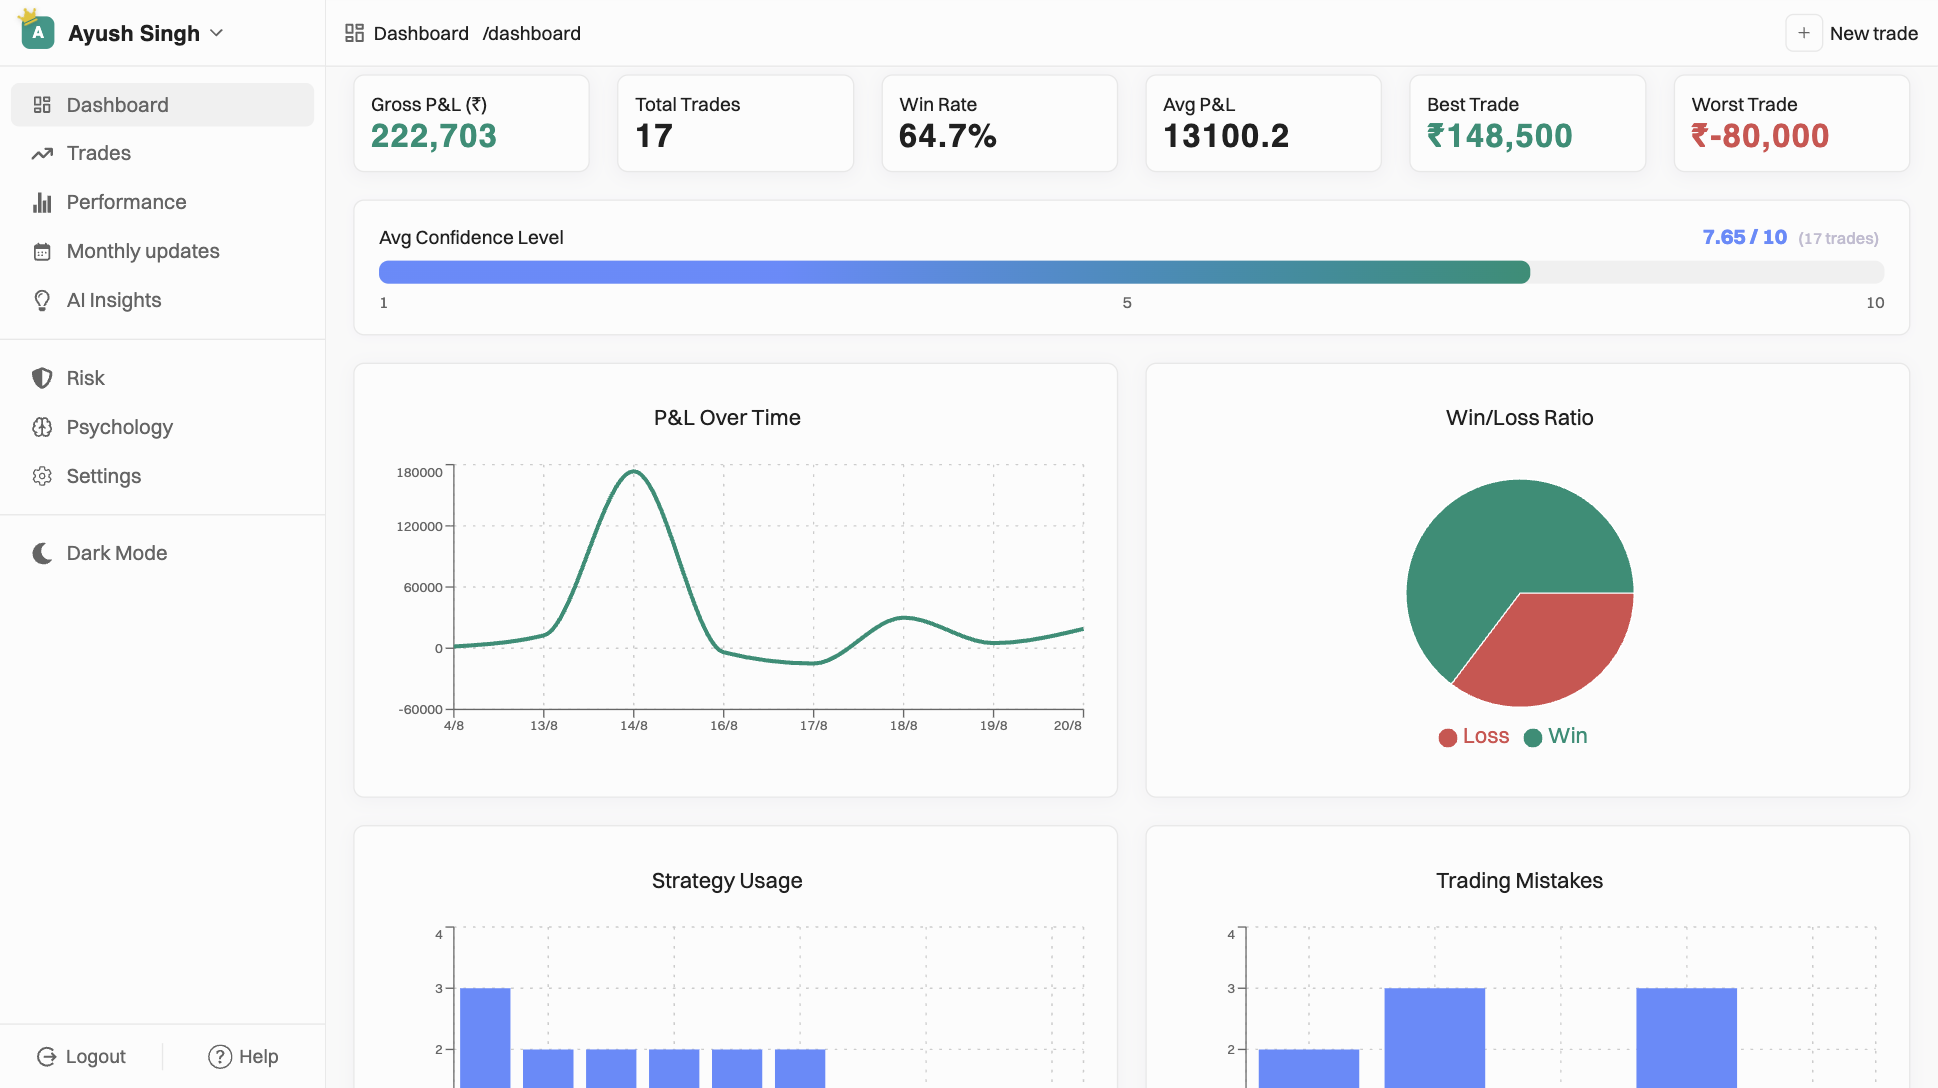 A Ayush Singh
Dashboard /dashboard
New trade
Dashboard
Trades
Performance
Monthly updates
AI Insights
Risk
Psychology
Settings
Dark Mode
Logout
Help
Gross P&L (₹)
222,703
Total Trades
17
Win Rate
64.7%
Avg P&L
13100.2
Best Trade
₹148,500
Worst Trade
₹-80,000
Avg Confidence Level
7.65 / 10 (17 trades)
1 5 10
P&L Over Time
180000
120000
60000
0
-60000
4/8 13/8 14/8 16/8 17/8 18/8 19/8 20/8
Win/Loss Ratio
Loss Win
Strategy Usage
4
3
2
Trading Mistakes
4
3
2